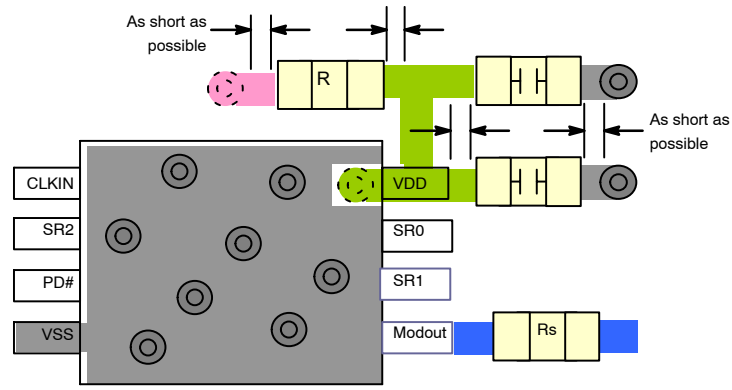 As short as
possible
R
As short as
possible
CLKIN
VDD
SR2
SR0
PD#
SR1
VSS
Modout
Rs